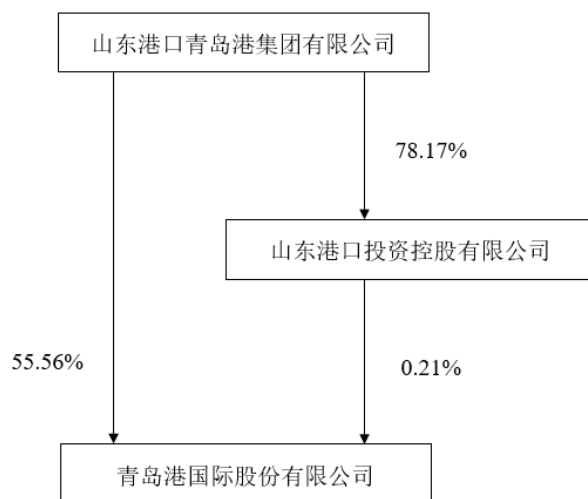 山东港口青岛港集团有限公司
78.17%
山东港口投资控股有限公司
55.56%
0.21%
青岛港国际股份有限公司